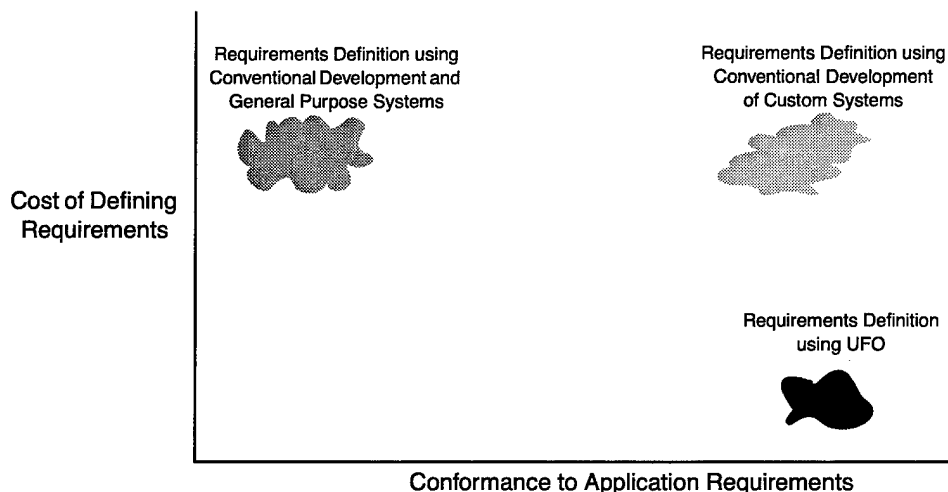 Requirements Definition using
Conventional Development and
General Purpose Systems
Requirements Definition using
Conventional Development
of Custom Systems
Cost of Defining
Requirements
Requirements Definition
using UFO
Conformance to Application Requirements